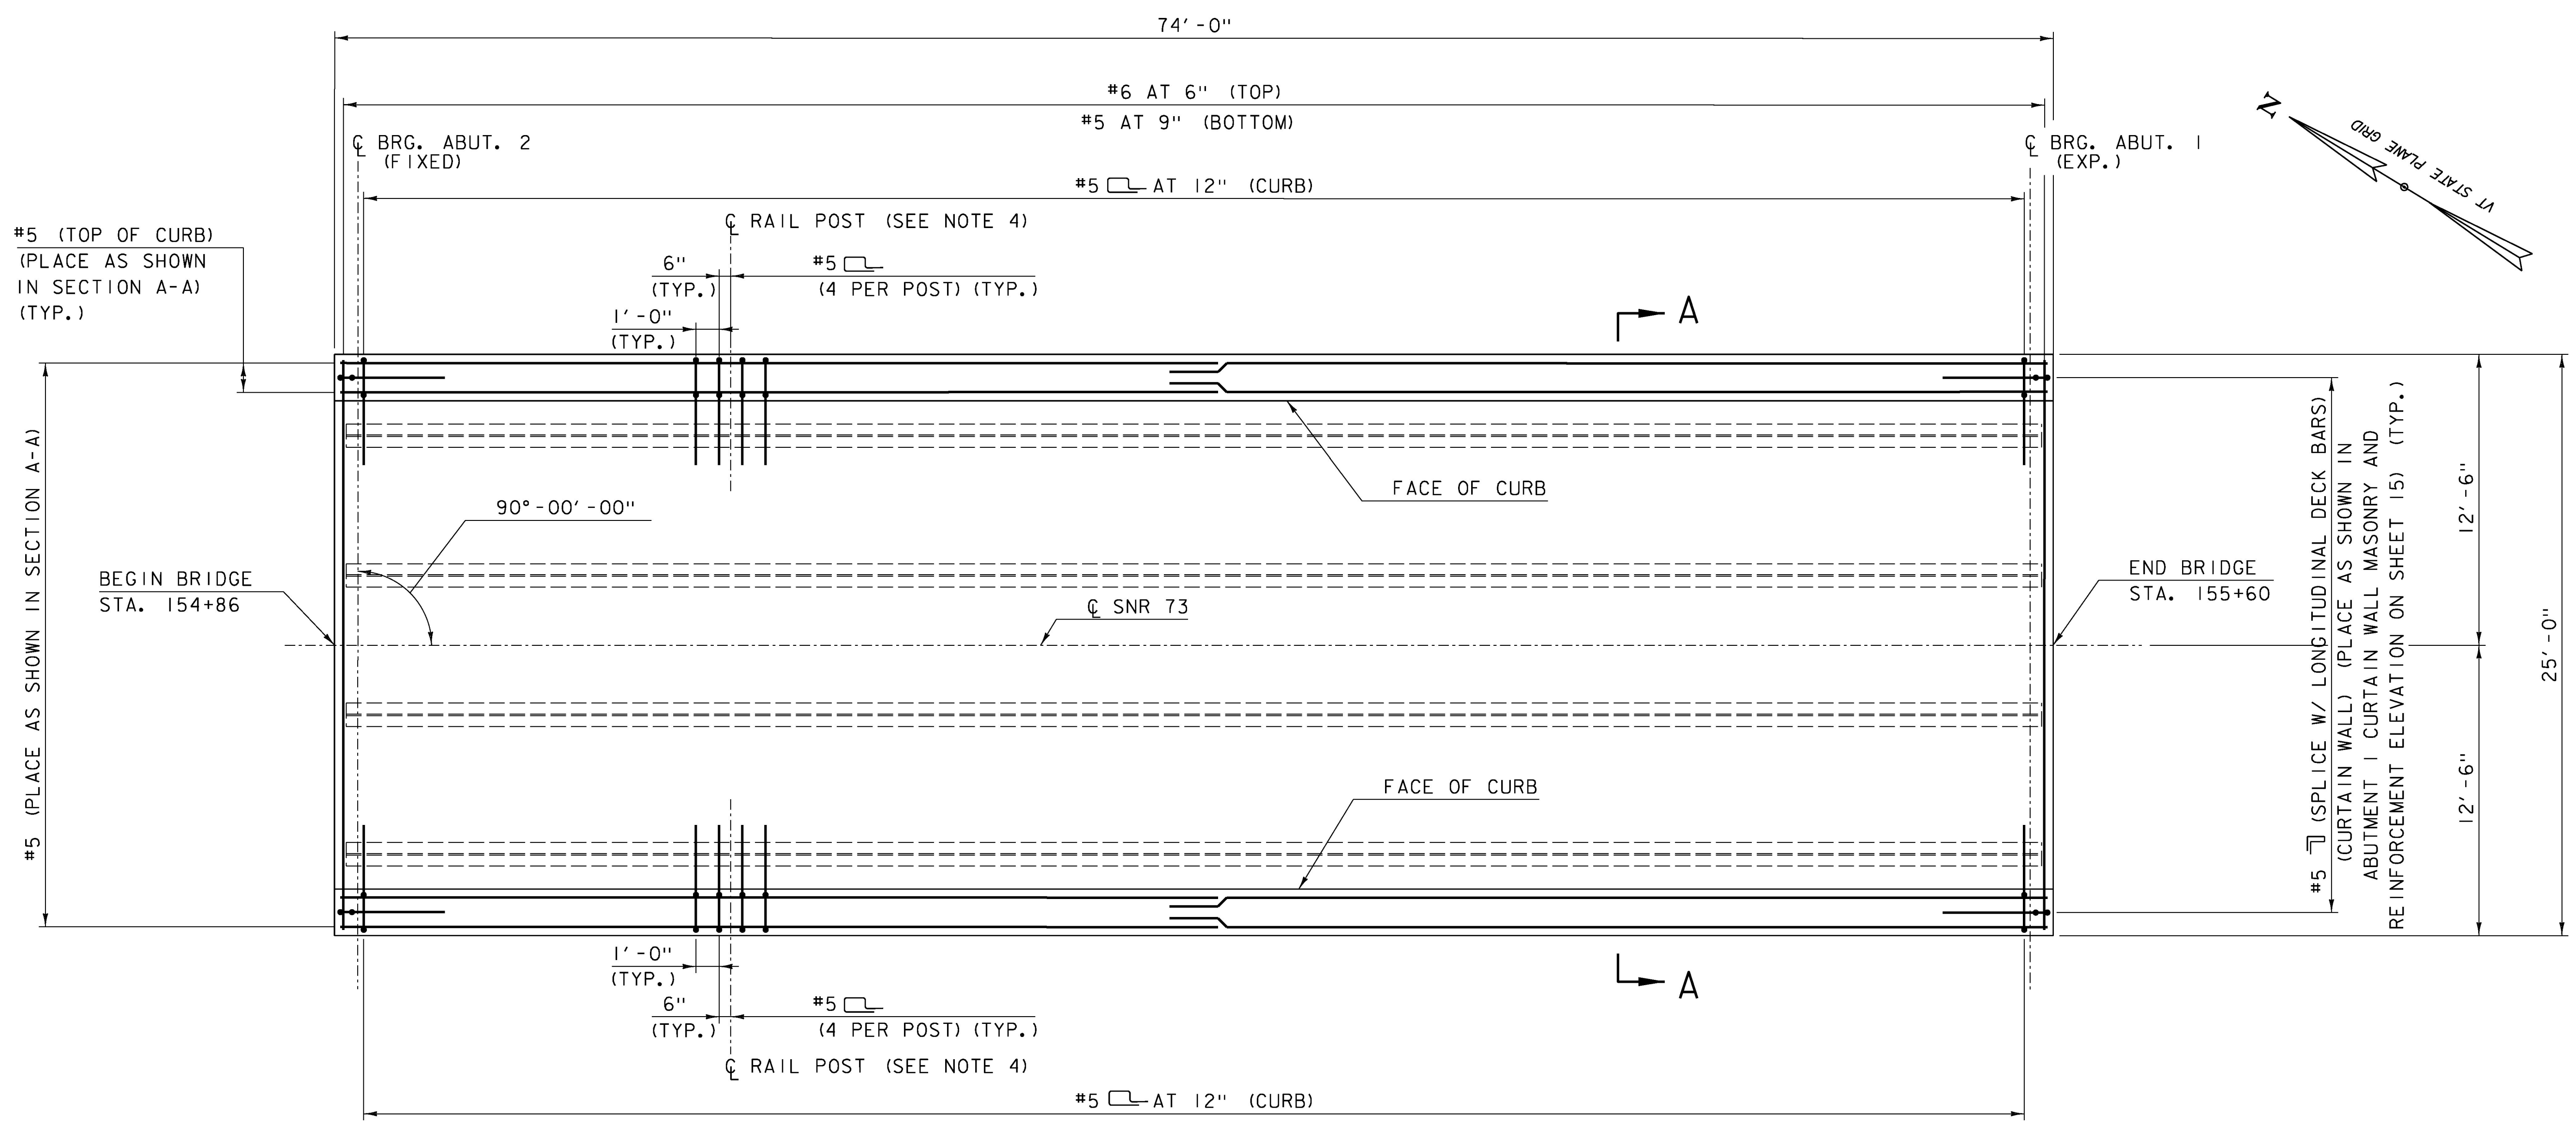 74'-0"
#6 AT 6" (TOP)
#5 AT 9" (BOTTOM)
℄ BRG. ABUT. 2
(FIXED)
℄ BRG. ABUT. 1
(EXP.)
N
VT STATE PLANE GRID
#5 AT 12" (CURB)
℄ RAIL POST (SEE NOTE 4)
#5 (TOP OF CURB)
(PLACE AS SHOWN
IN SECTION A-A)
(TYP.)
6"
(TYP.)
#5
(4 PER POST) (TYP.)
1'-0"
(TYP.)
A
FACE OF CURB
90°-00'-00"
#5 (PLACE AS SHOWN IN SECTION A-A)
BEGIN BRIDGE
STA. 154+86
℄ SNR 73
END BRIDGE
STA. 155+60
#5 (SPLICE W/ LONGITUDINAL DECK BARS)
(CURTAIN WALL) (PLACE AS SHOWN IN
ABUTMENT 1 CURTAIN WALL MASONRY AND
REINFORCEMENT ELEVATION ON SHEET 15) (TYP.)
12'-6"
12'-6"
25'-0"
FACE OF CURB
1'-0"
(TYP.)
A
6"
(TYP.)
#5
(4 PER POST) (TYP.)
℄ RAIL POST (SEE NOTE 4)
#5 AT 12" (CURB)